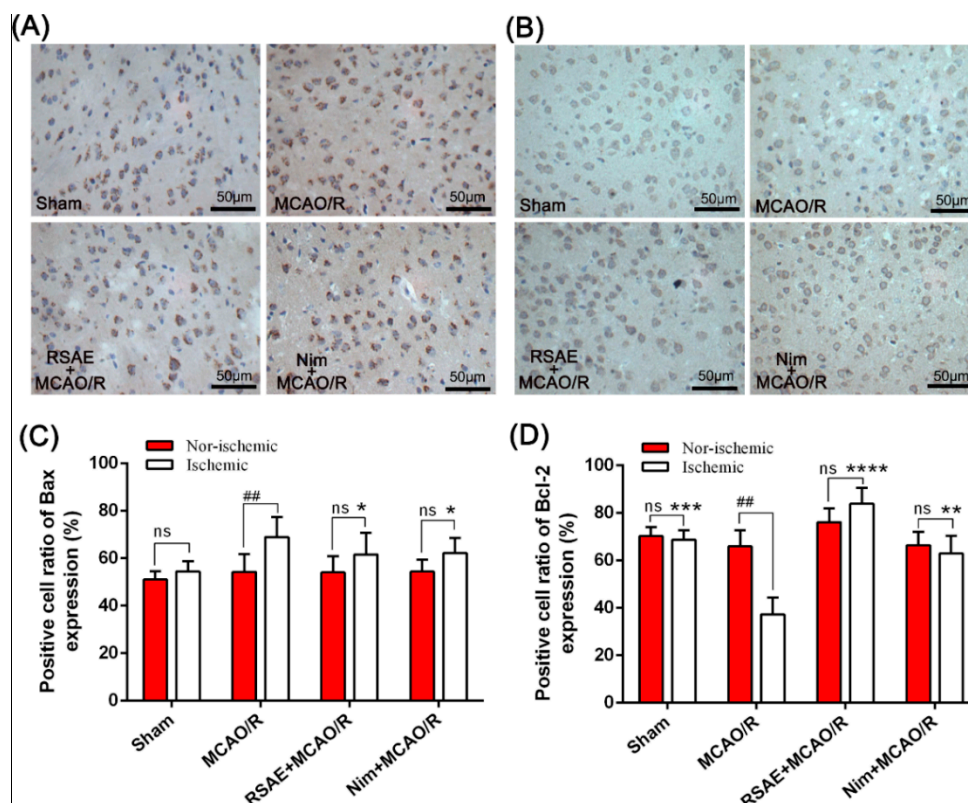 (A)
Sham
50μm
MCAO/R
50μm
RSAE
+
MCAO/R
50μm
Nim
+
MCAO/R
50μm
(B)
Sham
50μm
MCAO/R
50μm
RSAE
+
MCAO/R
50μm
Nim
+
MCAO/R
50μm
(C)
Nor-ischemic
Ischemic
Positive cell ratio of Bax
expression (%)
100
80
60
40
20
0
ns
##
ns *
ns *
Sham
MCAO/R
RSAE+MCAO/R
Nim+MCAO/R
(D)
Nor-ischemic
Ischemic
Positive cell ratio of Bcl-2
expression (%)
100
80
60
40
20
0
ns ***
##
ns ****
ns **
Sham
MCAO/R
RSAE+MCAO/R
Nim+MCAO/R